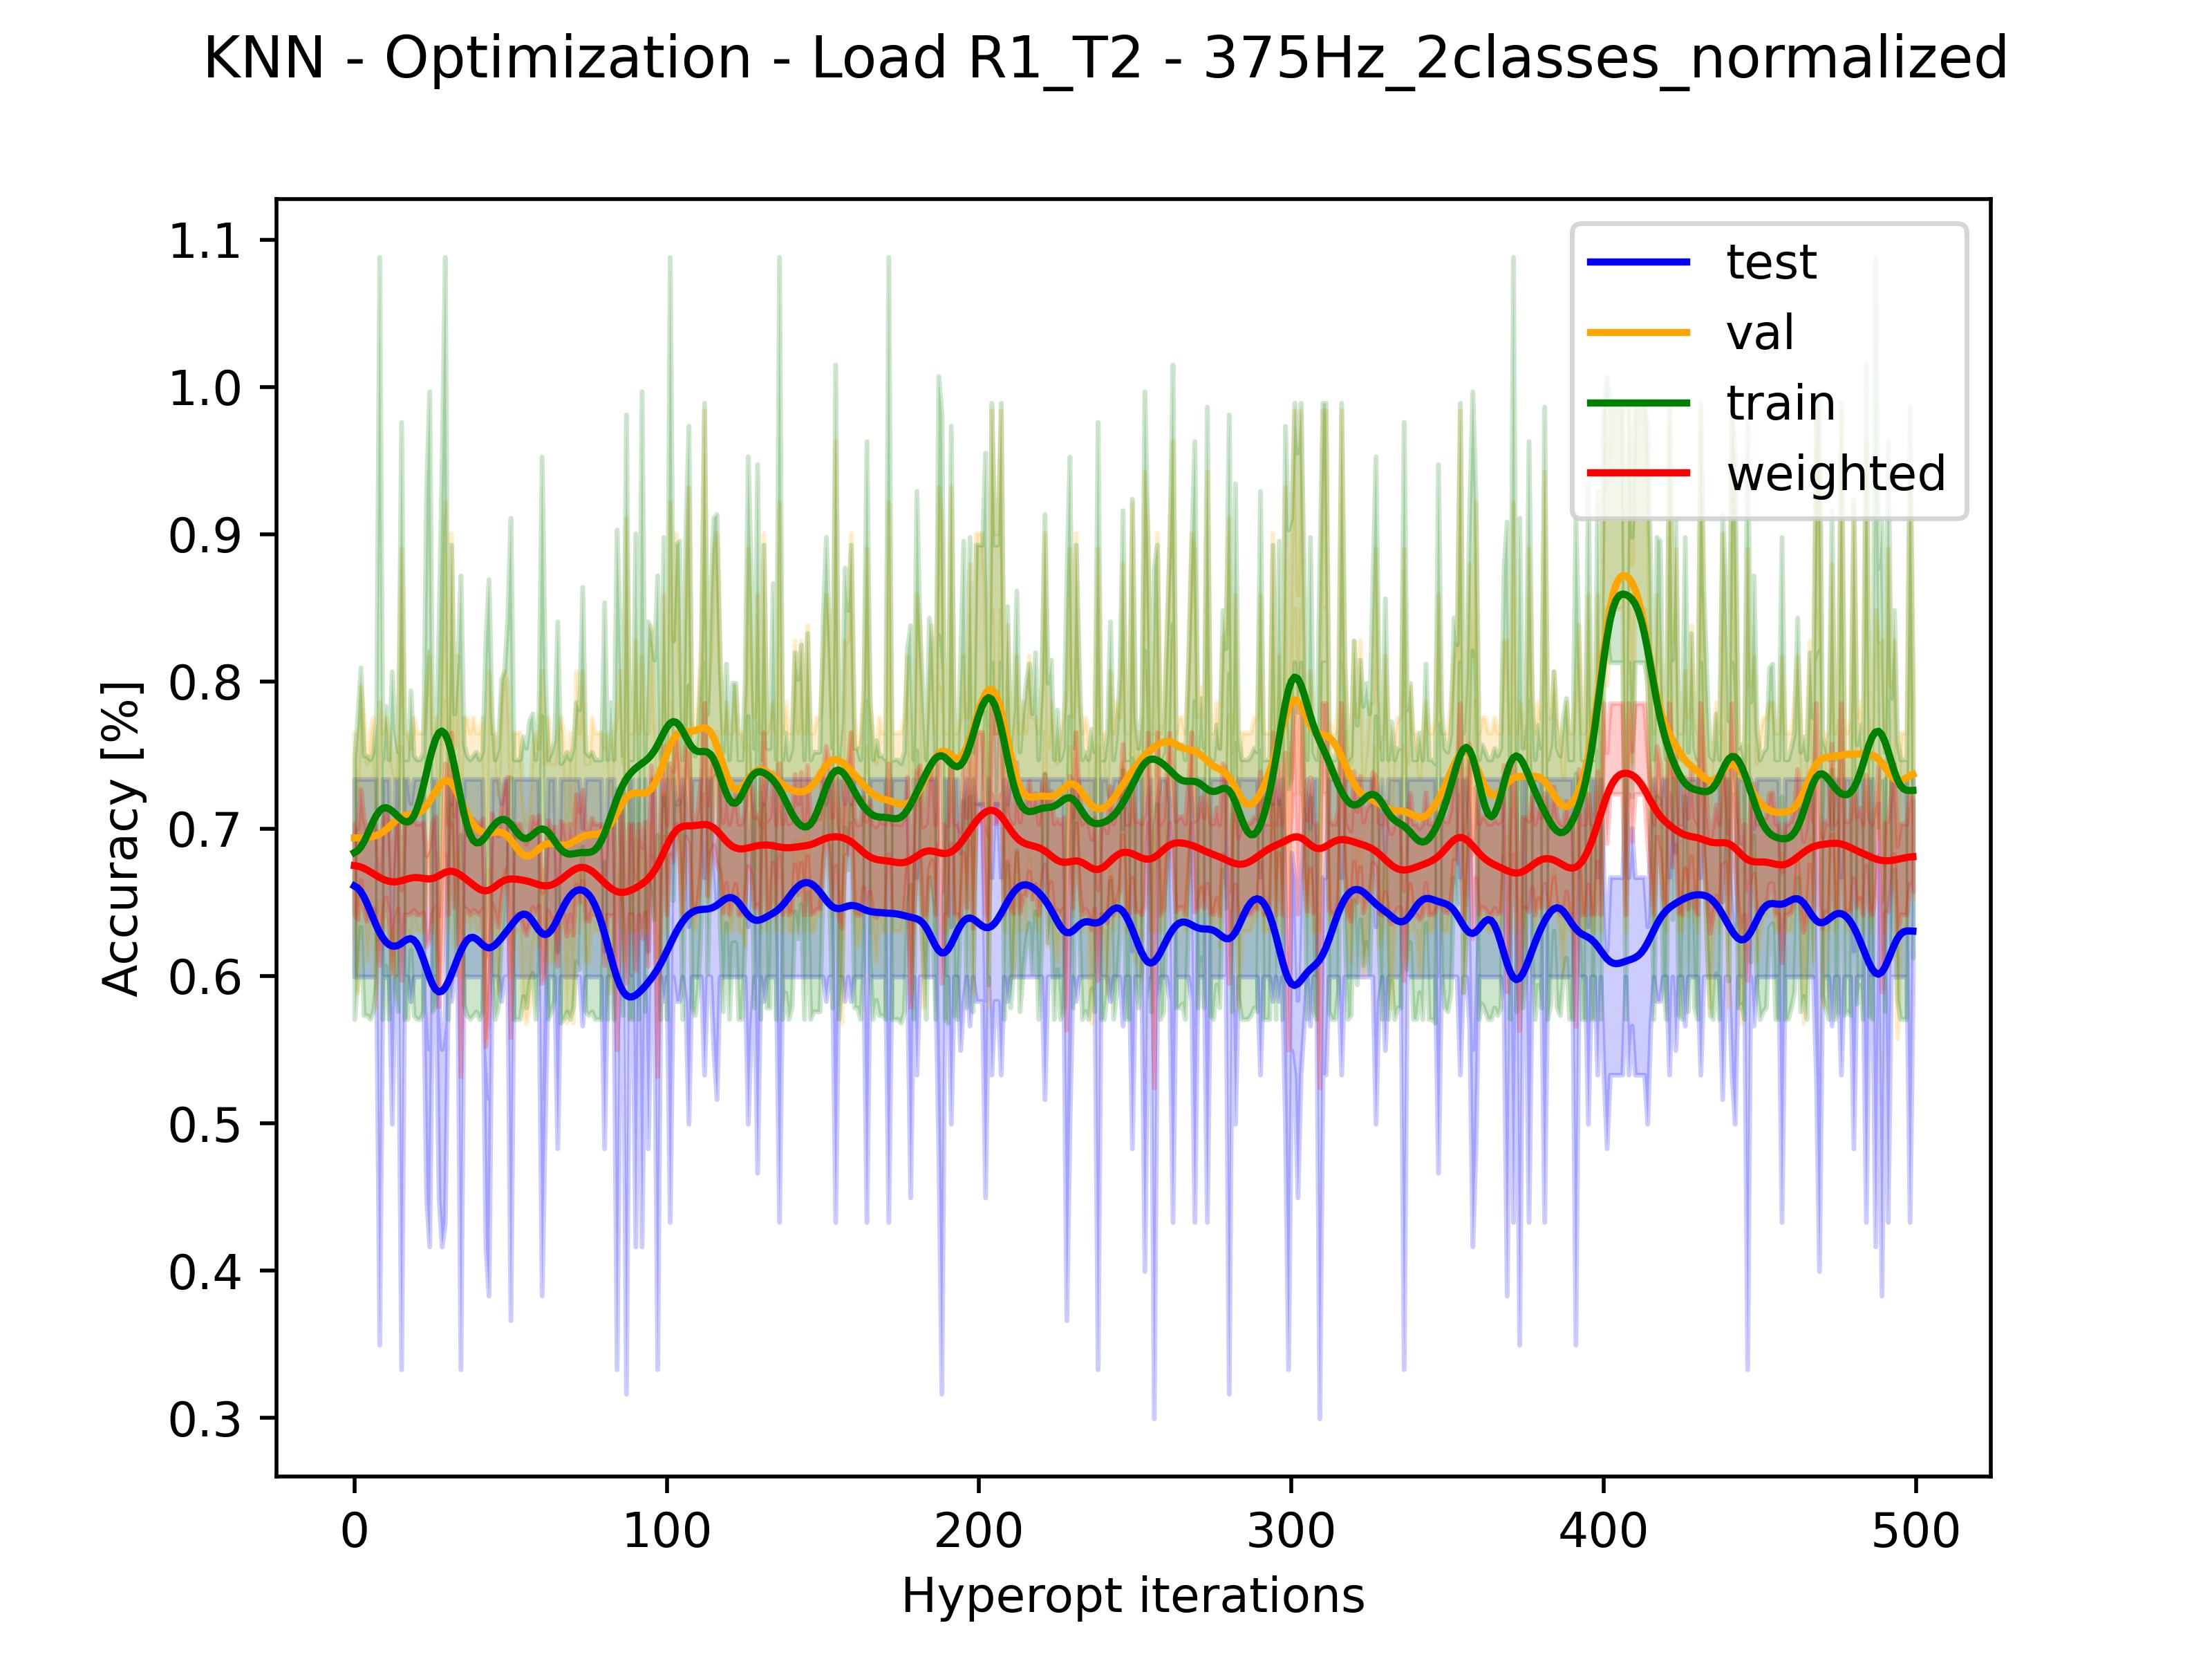 KNN - Optimization - Load R1_T2 - 375Hz_2classes_normalized
1.1
1.0
0.9
0.8
0.7
0.6
0.5
0.4
0.3
Accuracy [%]
test
val
train
weighted
0 100 200 300 400 500
Hyperopt iterations